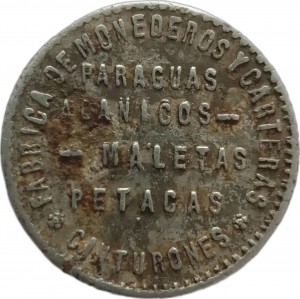 FABRICA DE MONEDEROS Y CARTERAS
PARAGUAS
ABANICOS
MALETAS
PETACAS
CINTURONES